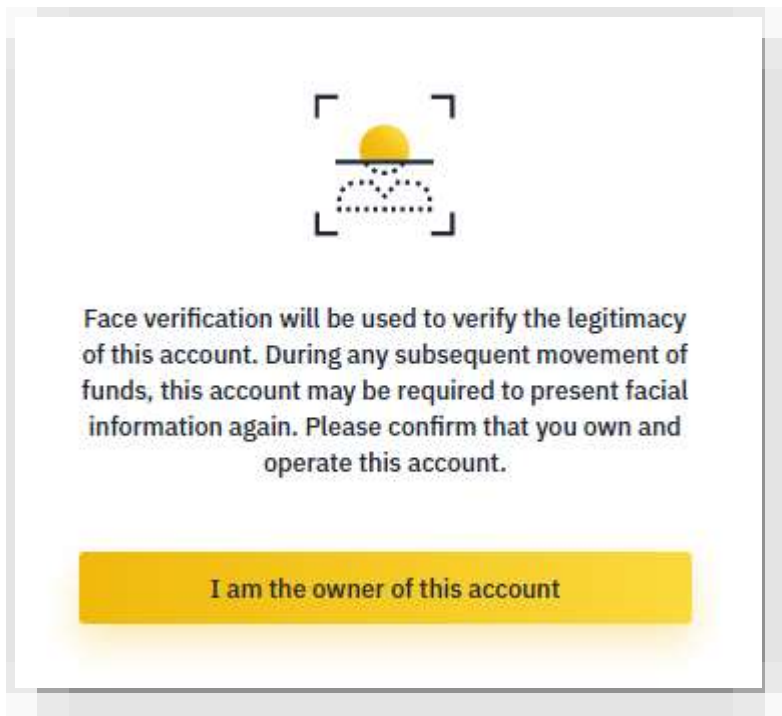 Face verification will be used to verify the legitimacy
of this account. During any subsequent movement of
funds, this account may be required to present facial
information again. Please confirm that you own and
operate this account.
I am the owner of this account